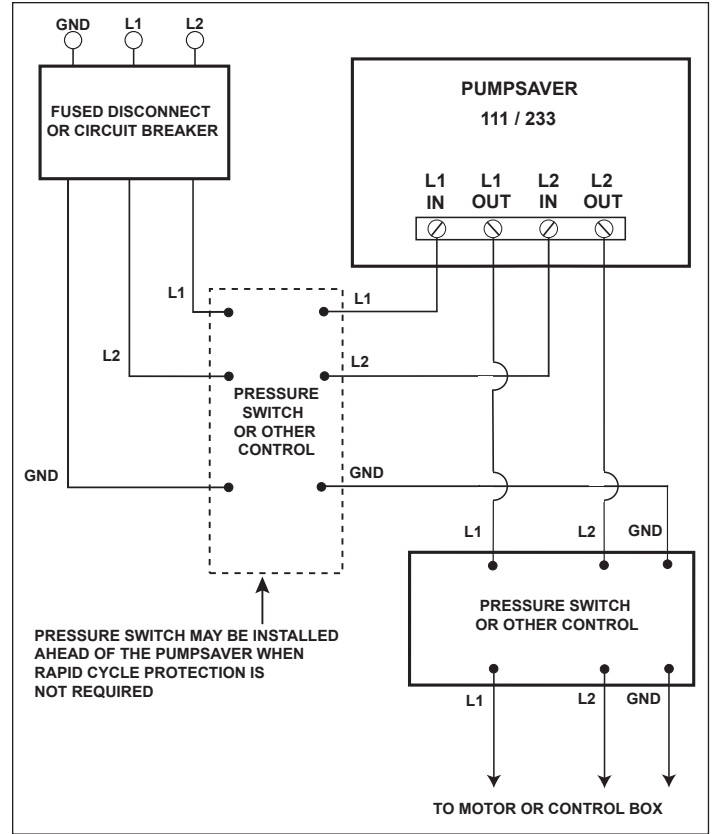 GND L1 L2
FUSED DISCONNECT
OR CIRCUIT BREAKER
PUMPSAVER
111 / 233
L1 L1 L2 L2
IN OUT IN OUT
L1
L1
L2
L2
PRESSURE
SWITCH
OR OTHER
CONTROL
GND
GND
L1 L2 GND
PRESSURE SWITCH
OR OTHER CONTROL
PRESSURE SWITCH MAY BE INSTALLED
AHEAD OF THE PUMPSAVER WHEN
RAPID CYCLE PROTECTION IS
NOT REQUIRED
L1 L2 GND
TO MOTOR OR CONTROL BOX